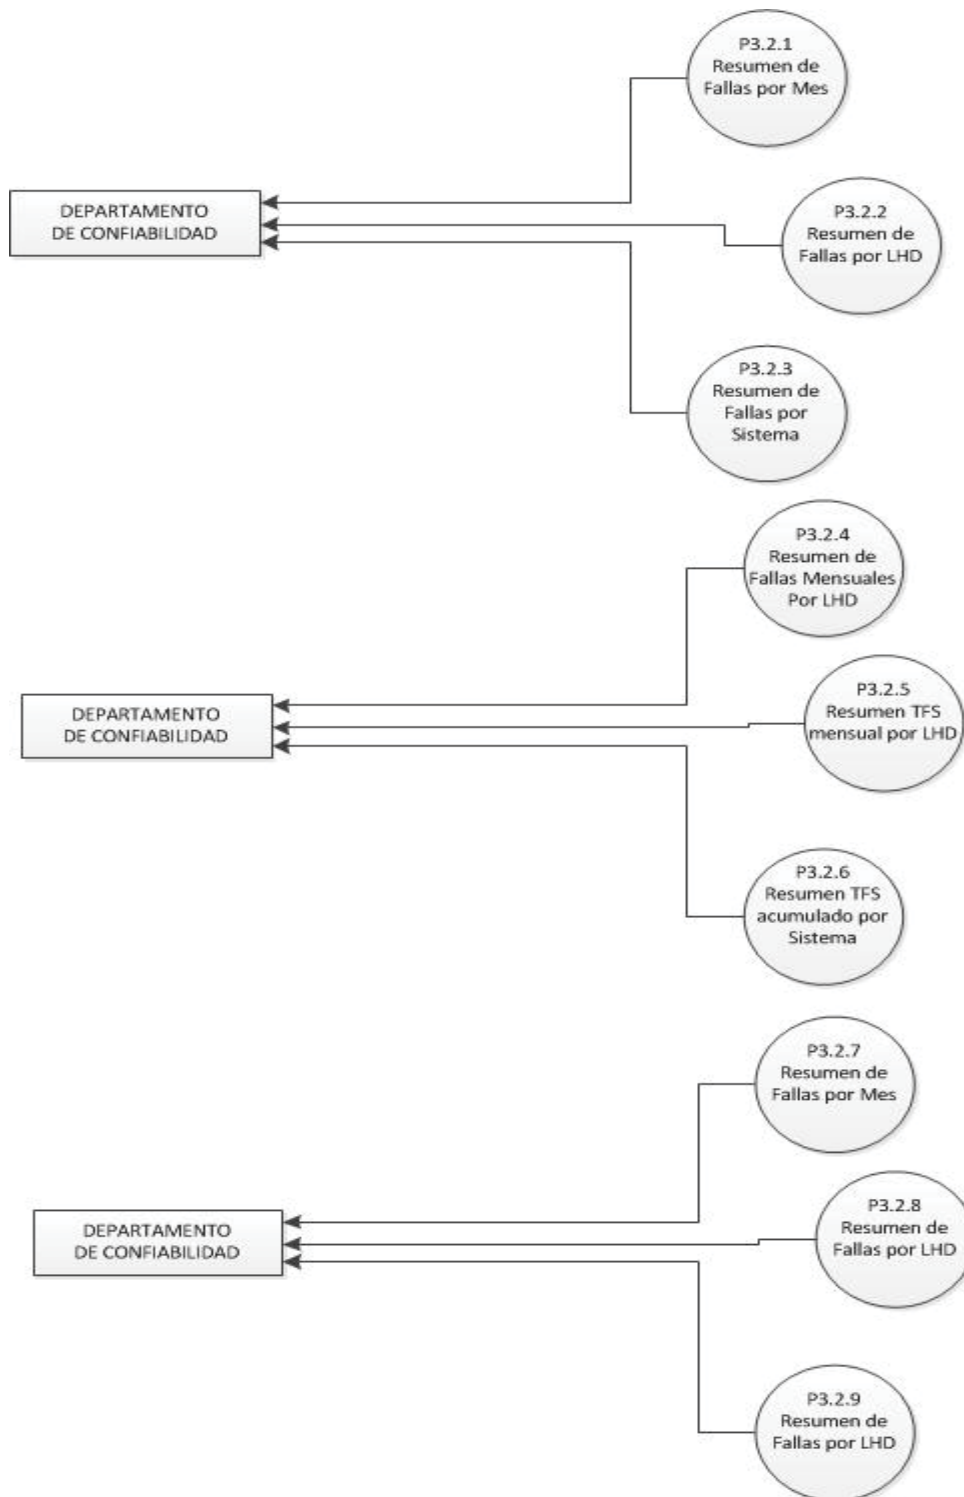 P3.2.1
Resumen de
Fallas por Mes
DEPARTAMENTO
DE CONFIABILIDAD
P3.2.2
Resumen de
Fallas por LHD
P3.2.3
Resumen de
Fallas por
Sistema
P3.2.4
Resumen de
Fallas Mensuales
Por LHD
DEPARTAMENTO
DE CONFIABILIDAD
P3.2.5
Resumen TFS
mensual por LHD
P3.2.6
Resumen TFS
acumulado por
Sistema
P3.2.7
Resumen de
Fallas por Mes
DEPARTAMENTO
DE CONFIABILIDAD
P3.2.8
Resumen de
Fallas por LHD
P3.2.9
Resumen de
Fallas por LHD